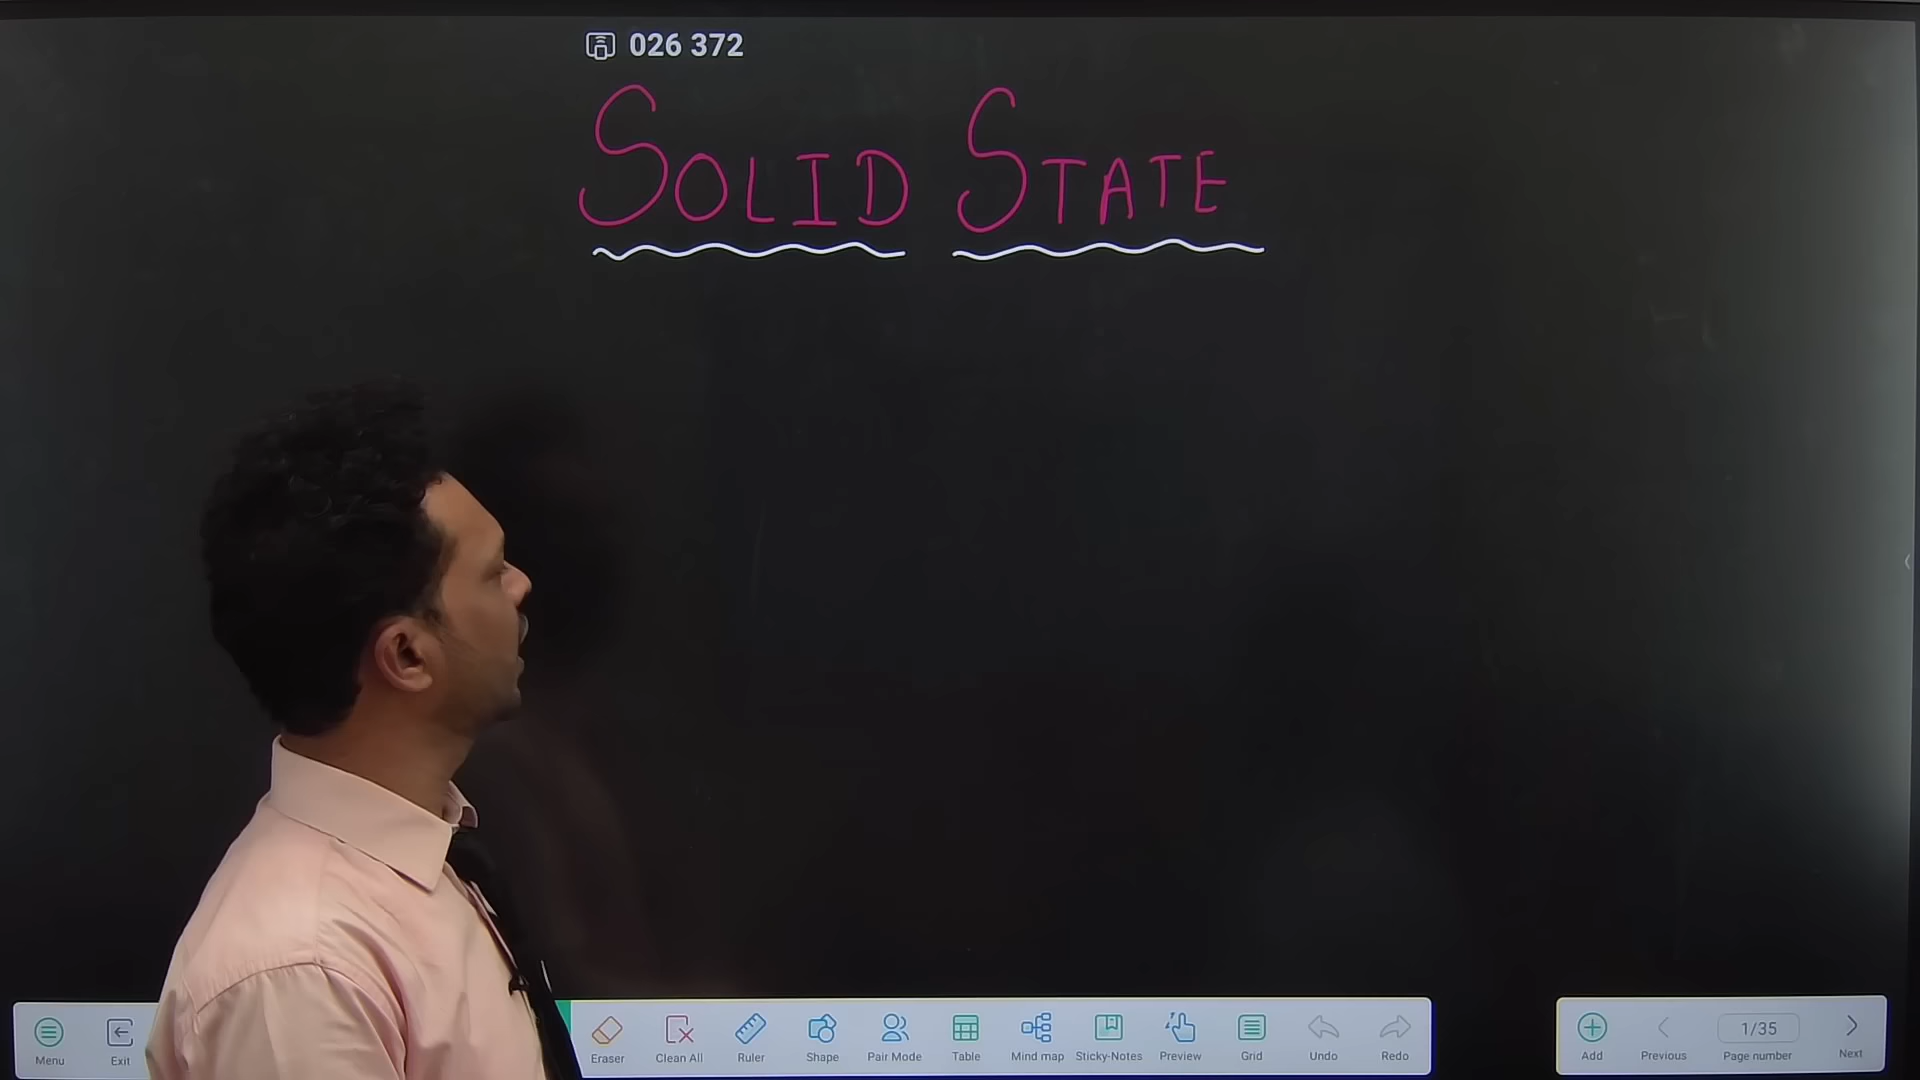 026 372
SOLID STATE
Menu Exit Eraser Clean All Ruler Shape Pair Mode Table Mind map Sticky-Notes Preview Grid Undo Redo Add Previous 1/35 Page number Next